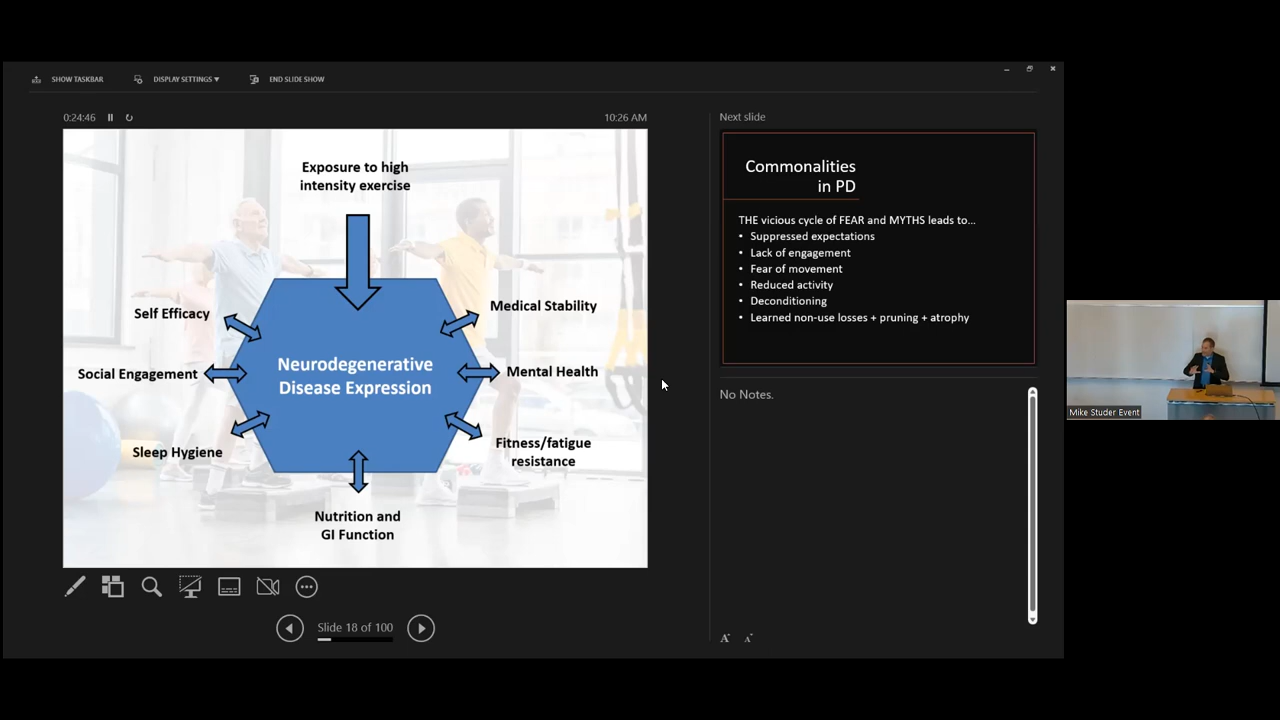 SHOW TASKBAR
DISPLAY SETTINGS ▾
END SLIDE SHOW
0:24:46
10:26 AM
Exposure to high
intensity exercise
Self Efficacy
Medical Stability
Social Engagement
Neurodegenerative
Disease Expression
Mental Health
Sleep Hygiene
Fitness/fatigue
resistance
Nutrition and
GI Function
Slide 18 of 100
Next slide
Commonalities
in PD
THE vicious cycle of FEAR and MYTHS leads to…
• Suppressed expectations
• Lack of engagement
• Fear of movement
• Reduced activity
• Deconditioning
• Learned non-use losses + pruning + atrophy
No Notes.
A A
Mike Studer Event